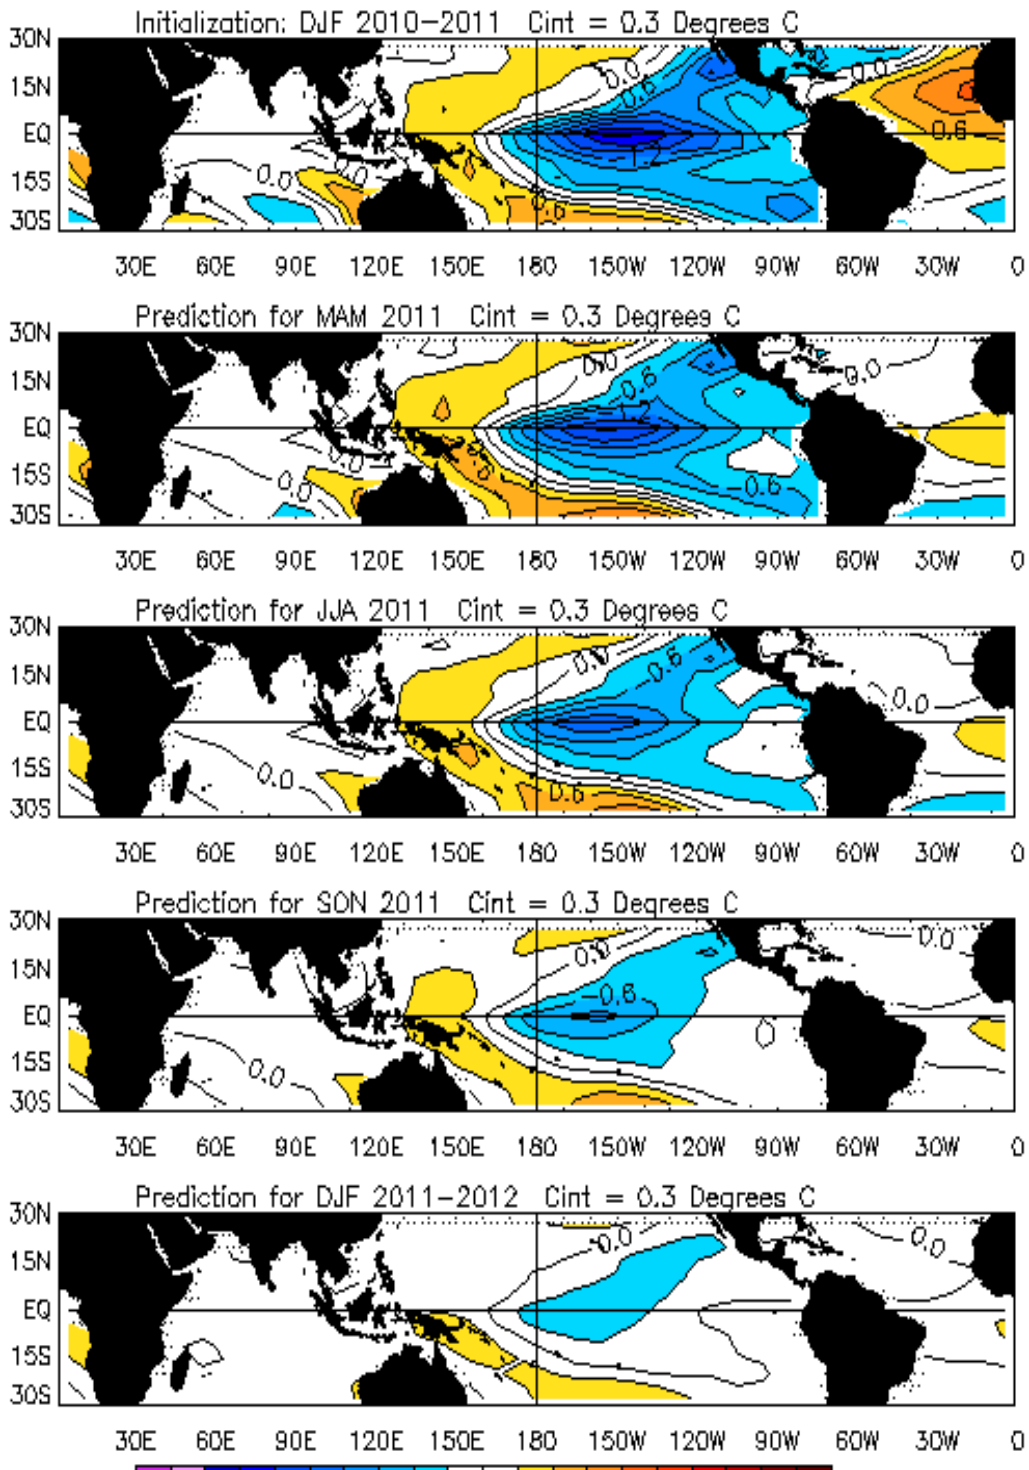 Initialization: DJF 2010-2011 Cint = 0.3 Degrees C
30N
15N
EQ
15S
30S
0.0
-0.6
0.0
-0.6
-1.2
0.0
0.0
0.6
30E 60E 90E 120E 150E 180 150W 120W 90W 60W 30W 0
Prediction for MAM 2011 Cint = 0.3 Degrees C
30N
15N
EQ
15S
30S
0.0
-0.6
0.0
-1.2
0.0
0.6
0.0
-0.6
30E 60E 90E 120E 150E 180 150W 120W 90W 60W 30W 0
Prediction for JJA 2011 Cint = 0.3 Degrees C
30N
15N
EQ
15S
30S
0.0
-0.6
0.0
0.0
0.6
30E 60E 90E 120E 150E 180 150W 120W 90W 60W 30W 0
Prediction for SON 2011 Cint = 0.3 Degrees C
30N
15N
EQ
15S
30S
0.0
0.0
-0.6
0.0
30E 60E 90E 120E 150E 180 150W 120W 90W 60W 30W 0
Prediction for DJF 2011-2012 Cint = 0.3 Degrees C
30N
15N
EQ
15S
30S
0.0
0.0
30E 60E 90E 120E 150E 180 150W 120W 90W 60W 30W 0